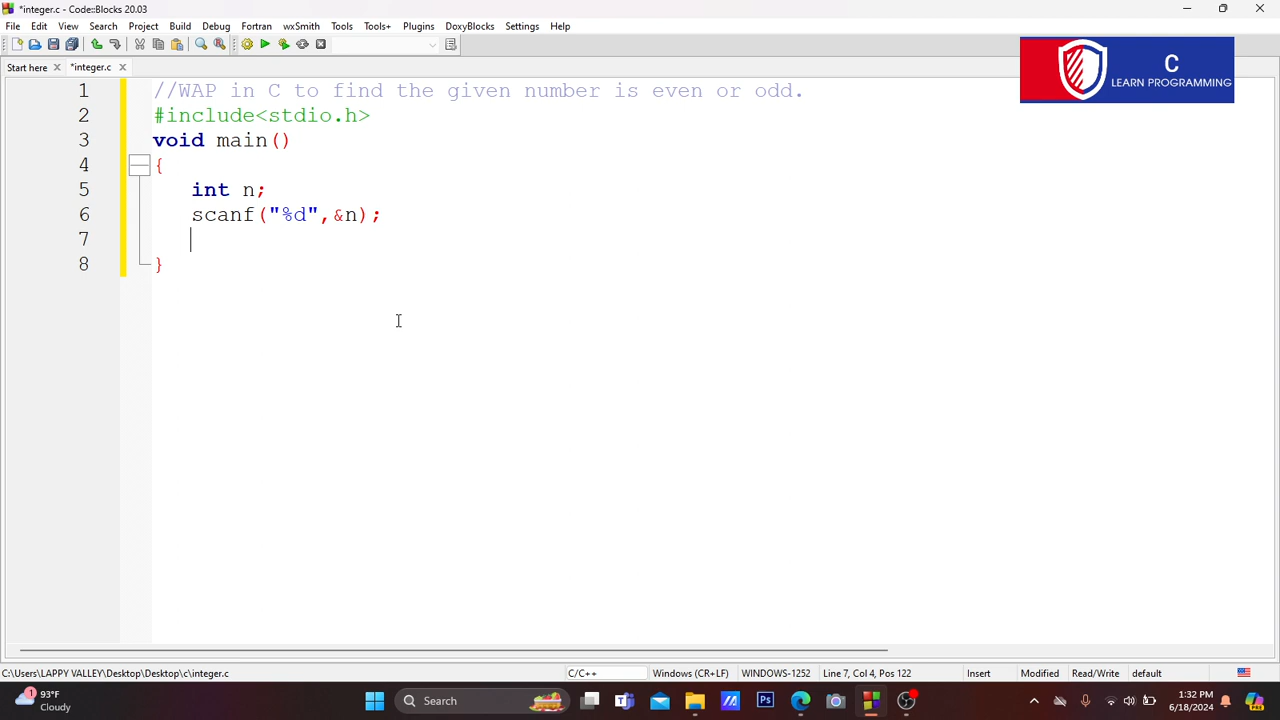 *integer.c - Code::Blocks 20.03
File Edit View Search Project Build Debug Fortran wxSmith Tools Tools+ Plugins DoxyBlocks Settings Help
Start here *integer.c
C
LEARN PROGRAMMING
1 //WAP in C to find the given number is even or odd.
2 #include<stdio.h>
3 void main()
4 {
5 int n;
6 scanf("%d",&n);
7
8 }
C:\Users\LAPPY VALLEY\Desktop\Desktop\c\integer.c C/C++ Windows (CR+LF) WINDOWS-1252 Line 7, Col 4, Pos 122 Insert Modified Read/Write default
1 93°F
Cloudy
Search
Ps
1:32 PM
6/18/2024